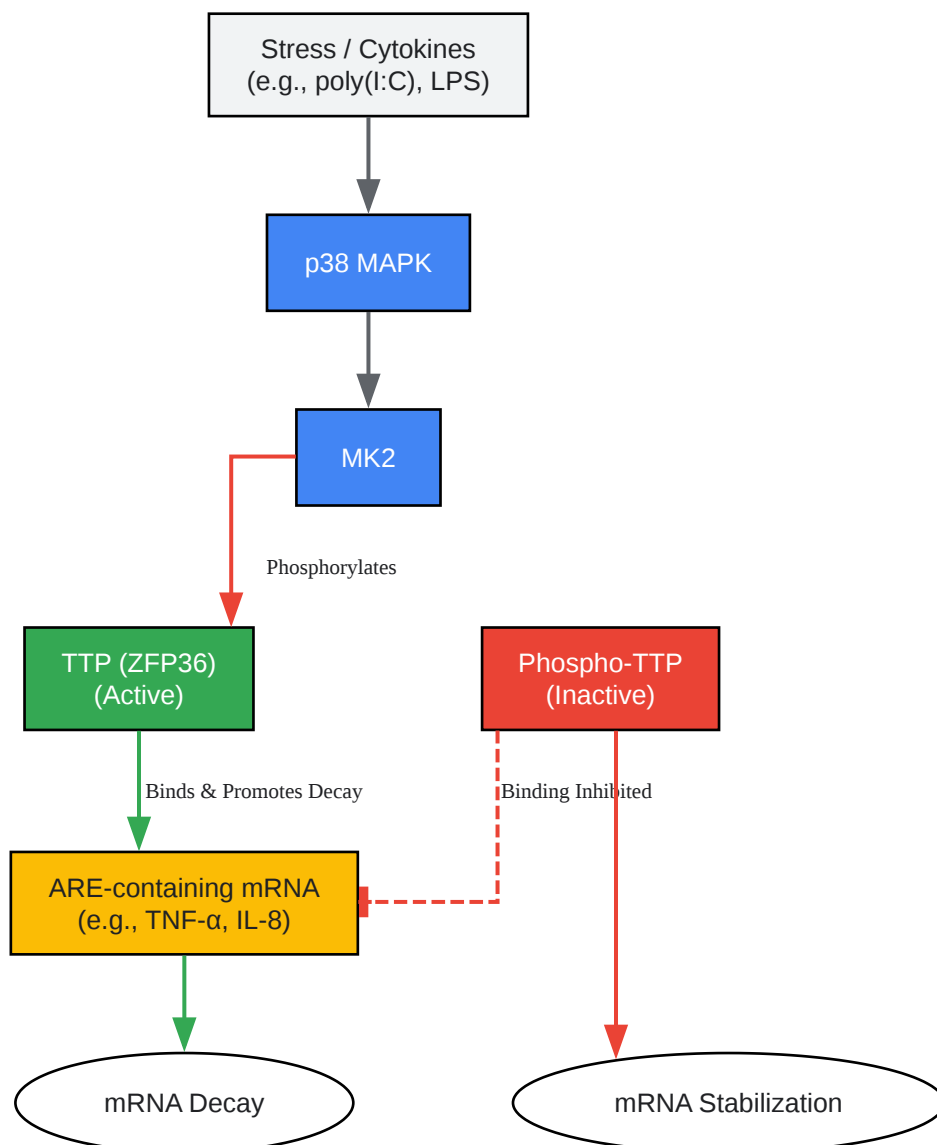 Stress / Cytokines
(e.g., poly(I:C), LPS)
p38 MAPK
MK2
Phosphorylates
TTP (ZFP36)
(Active)
Phospho-TTP
(Inactive)
Binds & Promotes Decay
Binding Inhibited
ARE-containing mRNA
(e.g., TNF-α, IL-8)
mRNA Decay
mRNA Stabilization